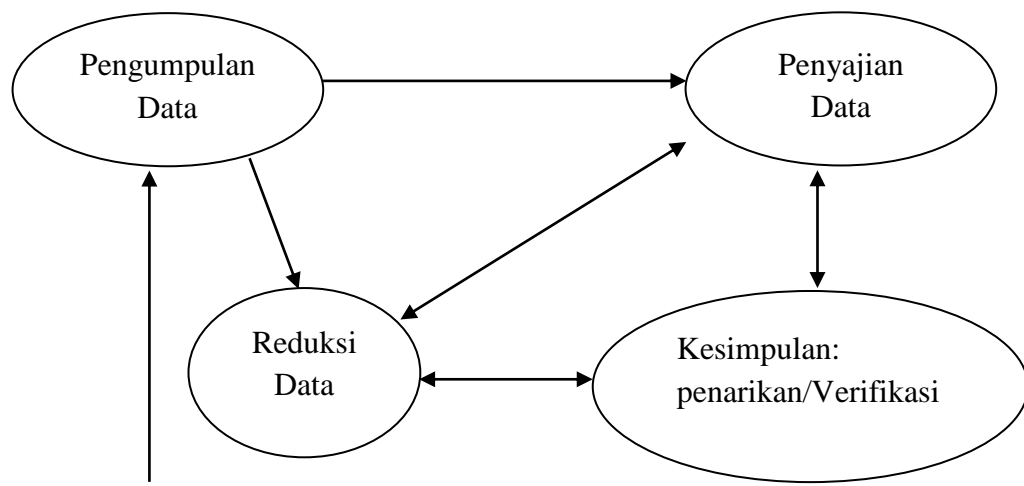 Pengumpulan
Data
Penyajian
Data
Reduksi
Data
Kesimpulan:
penarikan/Verifikasi